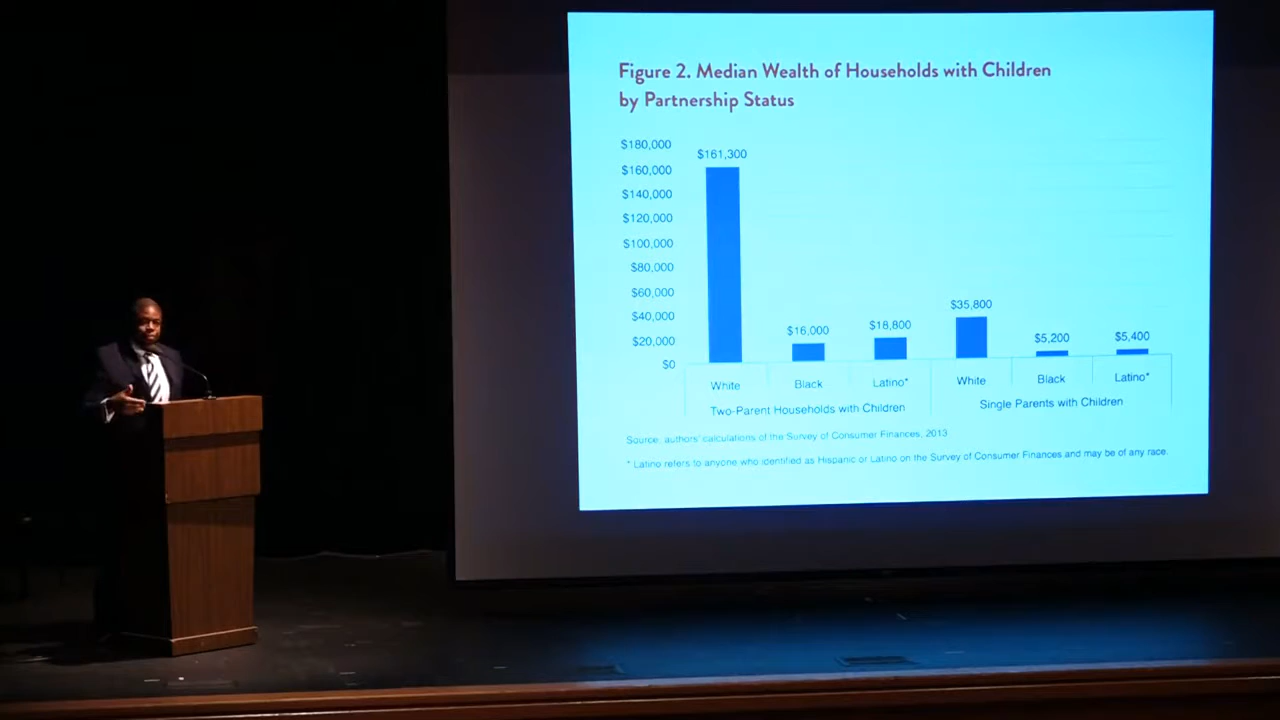 Figure 2. Median Wealth of Households with Children
by Partnership Status
$180,000
$160,000
$140,000
$120,000
$100,000
$80,000
$60,000
$40,000
$20,000
$0
$161,300
$16,000
$18,800
$35,800
$5,200
$5,400
White
Black
Latino*
White
Black
Latino*
Two-Parent Households with Children
Single Parents with Children
Source: authors' calculations of the Survey of Consumer Finances, 2013
* Latino refers to anyone who identified as Hispanic or Latino on the Survey of Consumer Finances and may be of any race.